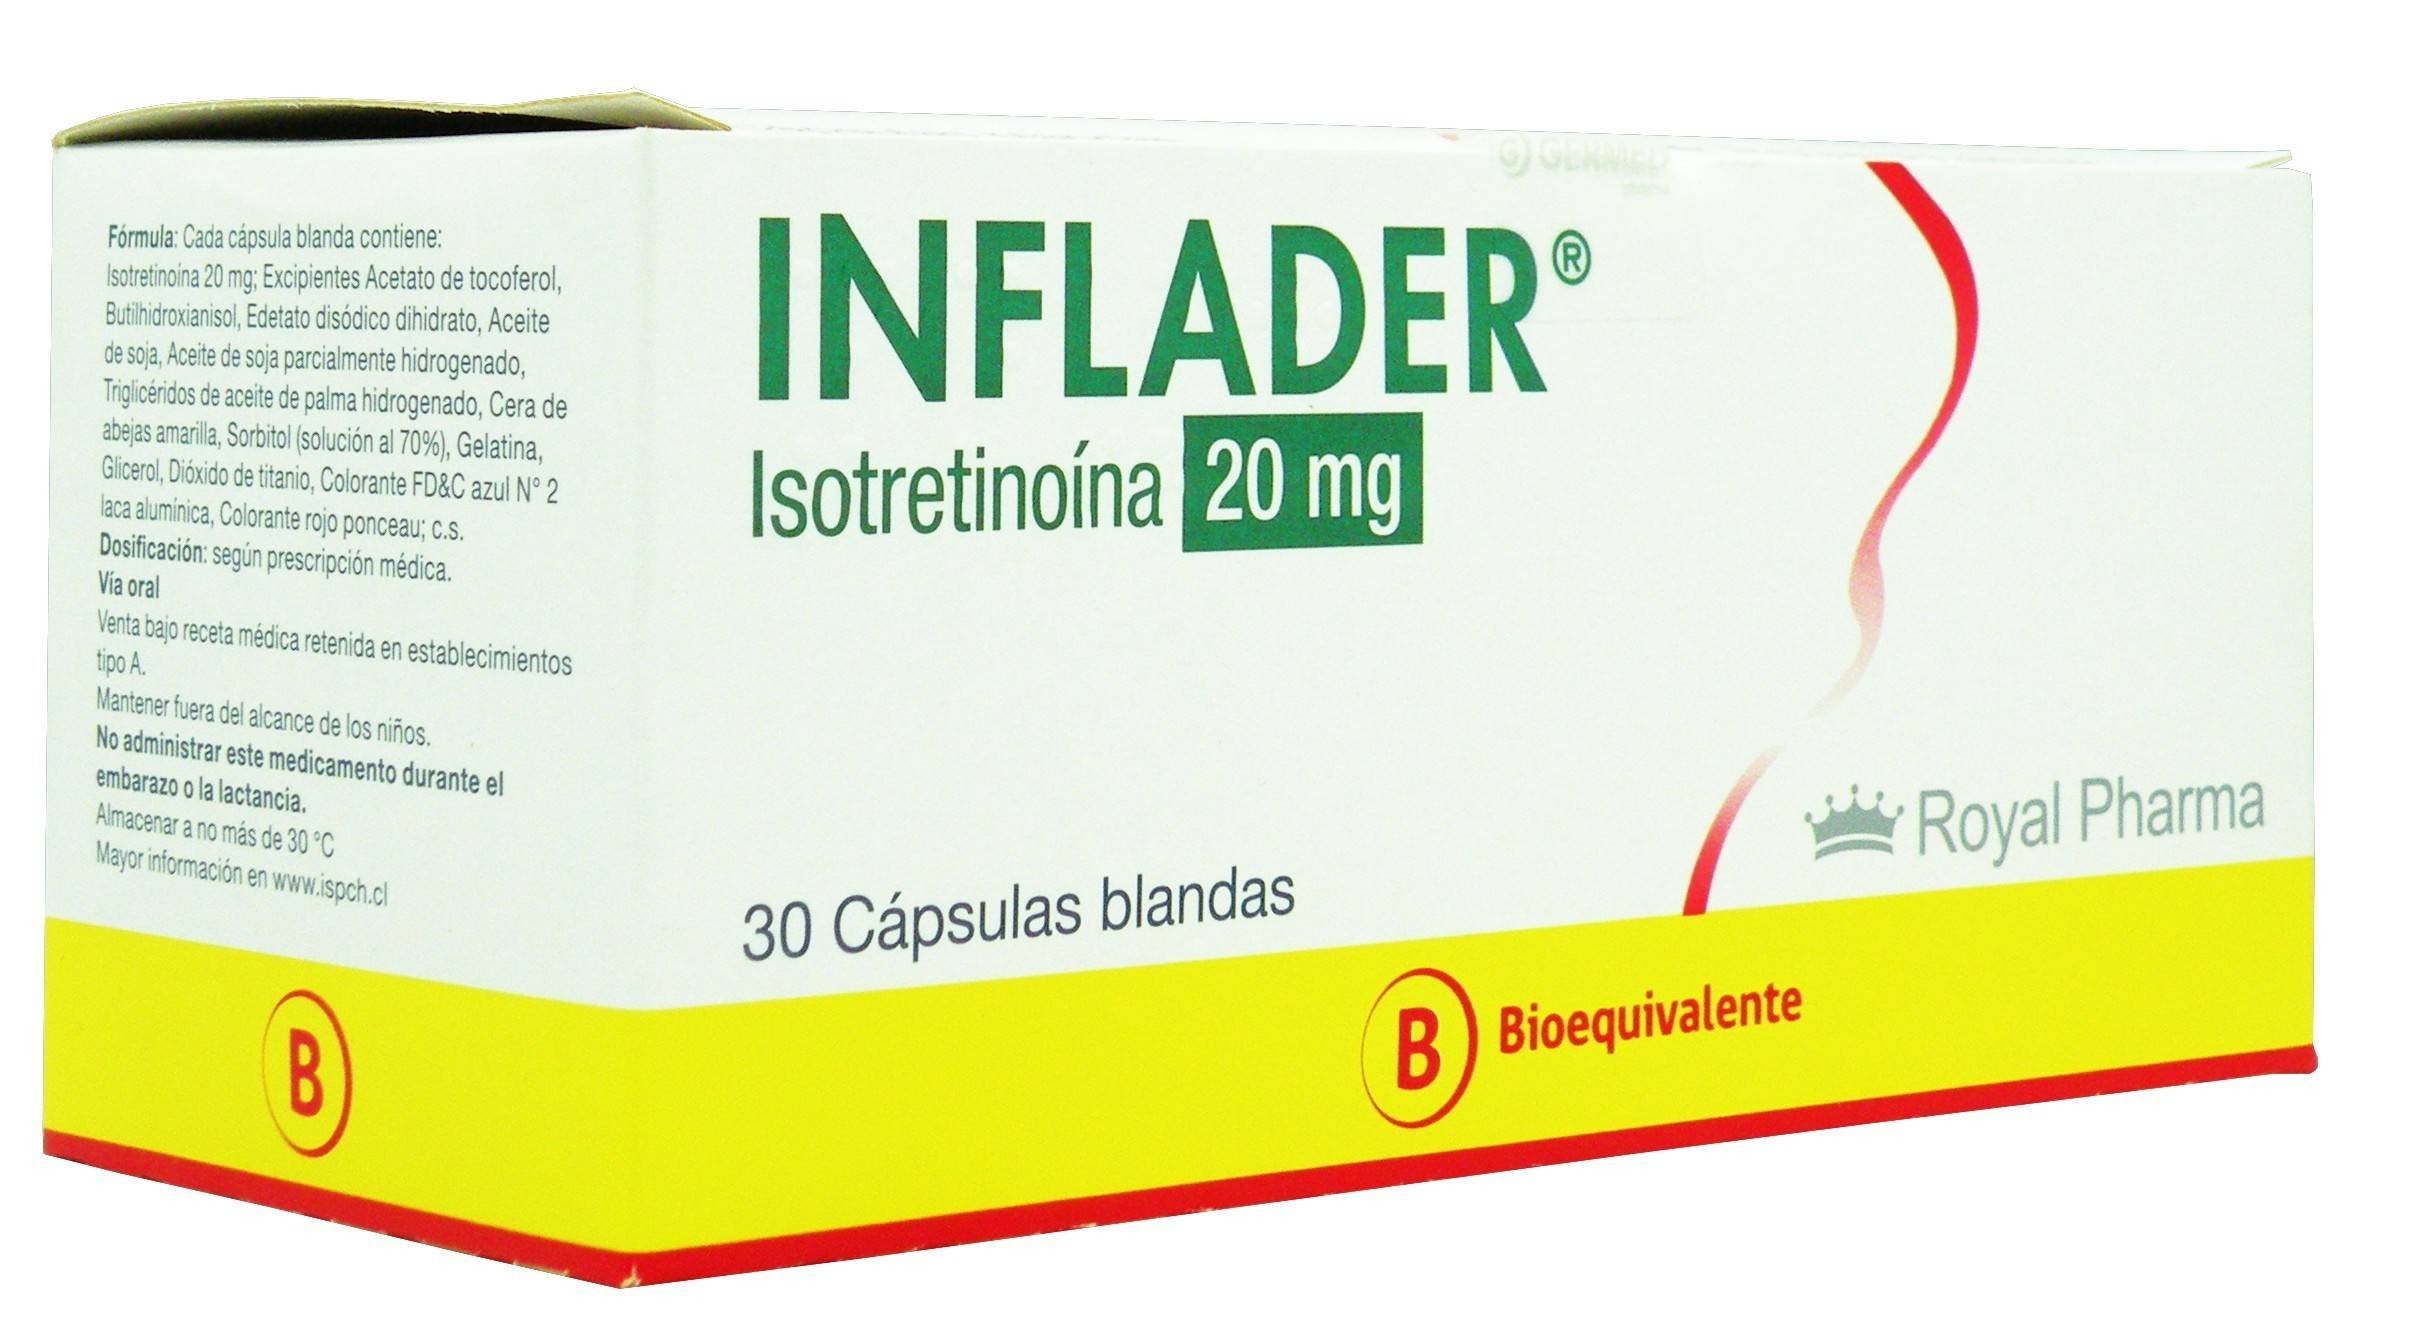 Fórmula: Cada cápsula blanda contiene:
Isotretinoína 20 mg; Excipientes Acetato de tocoferol,
Butilhidroxianisol, Edetato disódico dihidrato, Aceite
de soja, Aceite de soja parcialmente hidrogenado,
Triglicéridos de aceite de palma hidrogenado, Cera de
abejas amarilla, Sorbitol (solución al 70%), Gelatina,
Glicerol, Dióxido de titanio, Colorante FD&C azul N° 2
laca alumínica, Colorante rojo ponceau; c.s.
Dosificación: según prescripción médica.
Vía oral
Venta bajo receta médica retenida en establecimientos
tipo A.
Mantener fuera del alcance de los niños.
No administrar este medicamento durante el
embarazo o la lactancia.
Almacenar a no más de 30 °C
Mayor información en www.ispch.cl
B
G GERMED
pharma
INFLADER®
Isotretinoína 20 mg
30 Cápsulas blandas
Royal Pharma
B Bioequivalente